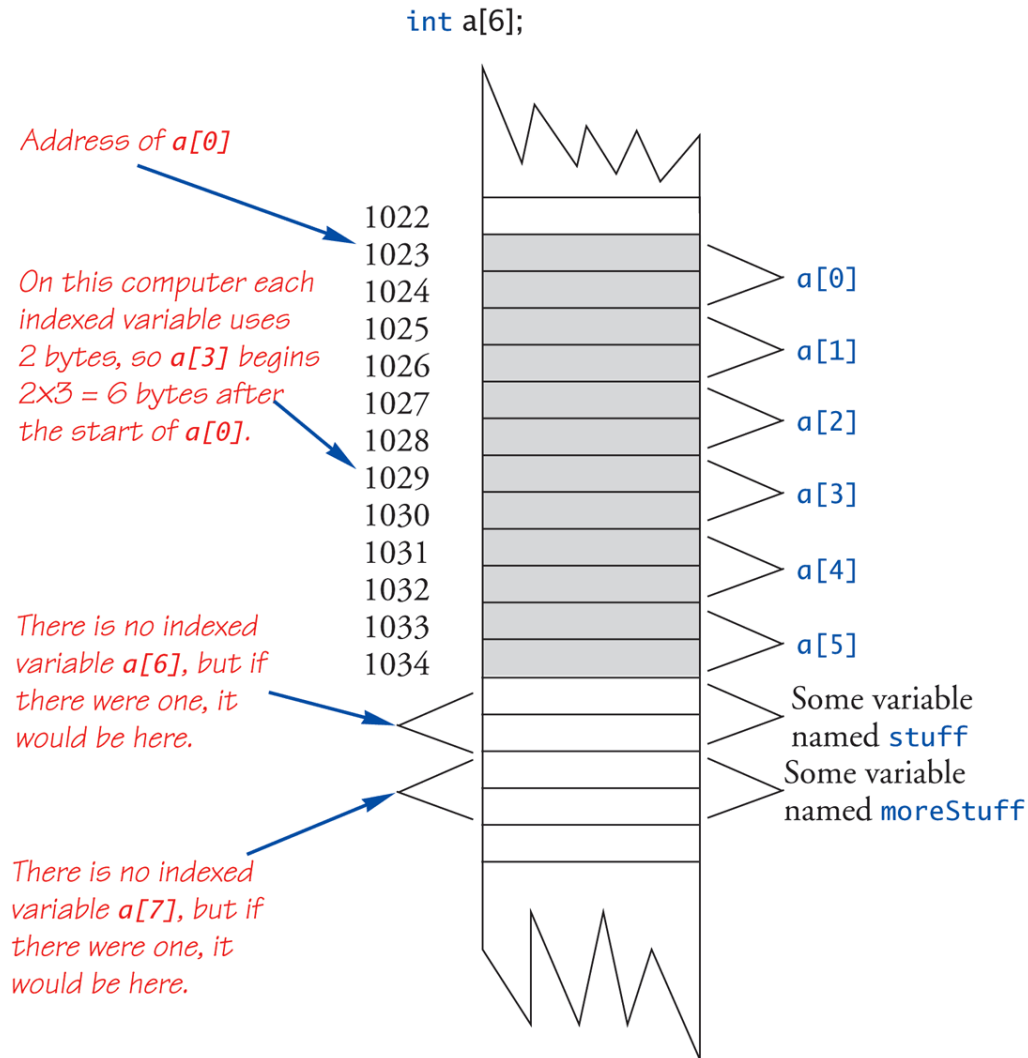 int a[6];
Address of a[0]
1022
1023
1024
1025
1026
1027
1028
1029
1030
1031
1032
1033
1034
On this computer each
indexed variable uses
2 bytes, so a[3] begins
2×3 = 6 bytes after
the start of a[0].
There is no indexed
variable a[6], but if
there were one, it
would be here.
There is no indexed
variable a[7], but if
there were one, it
would be here.
a[0]
a[1]
a[2]
a[3]
a[4]
a[5]
Some variable
named stuff
Some variable
named moreStuff